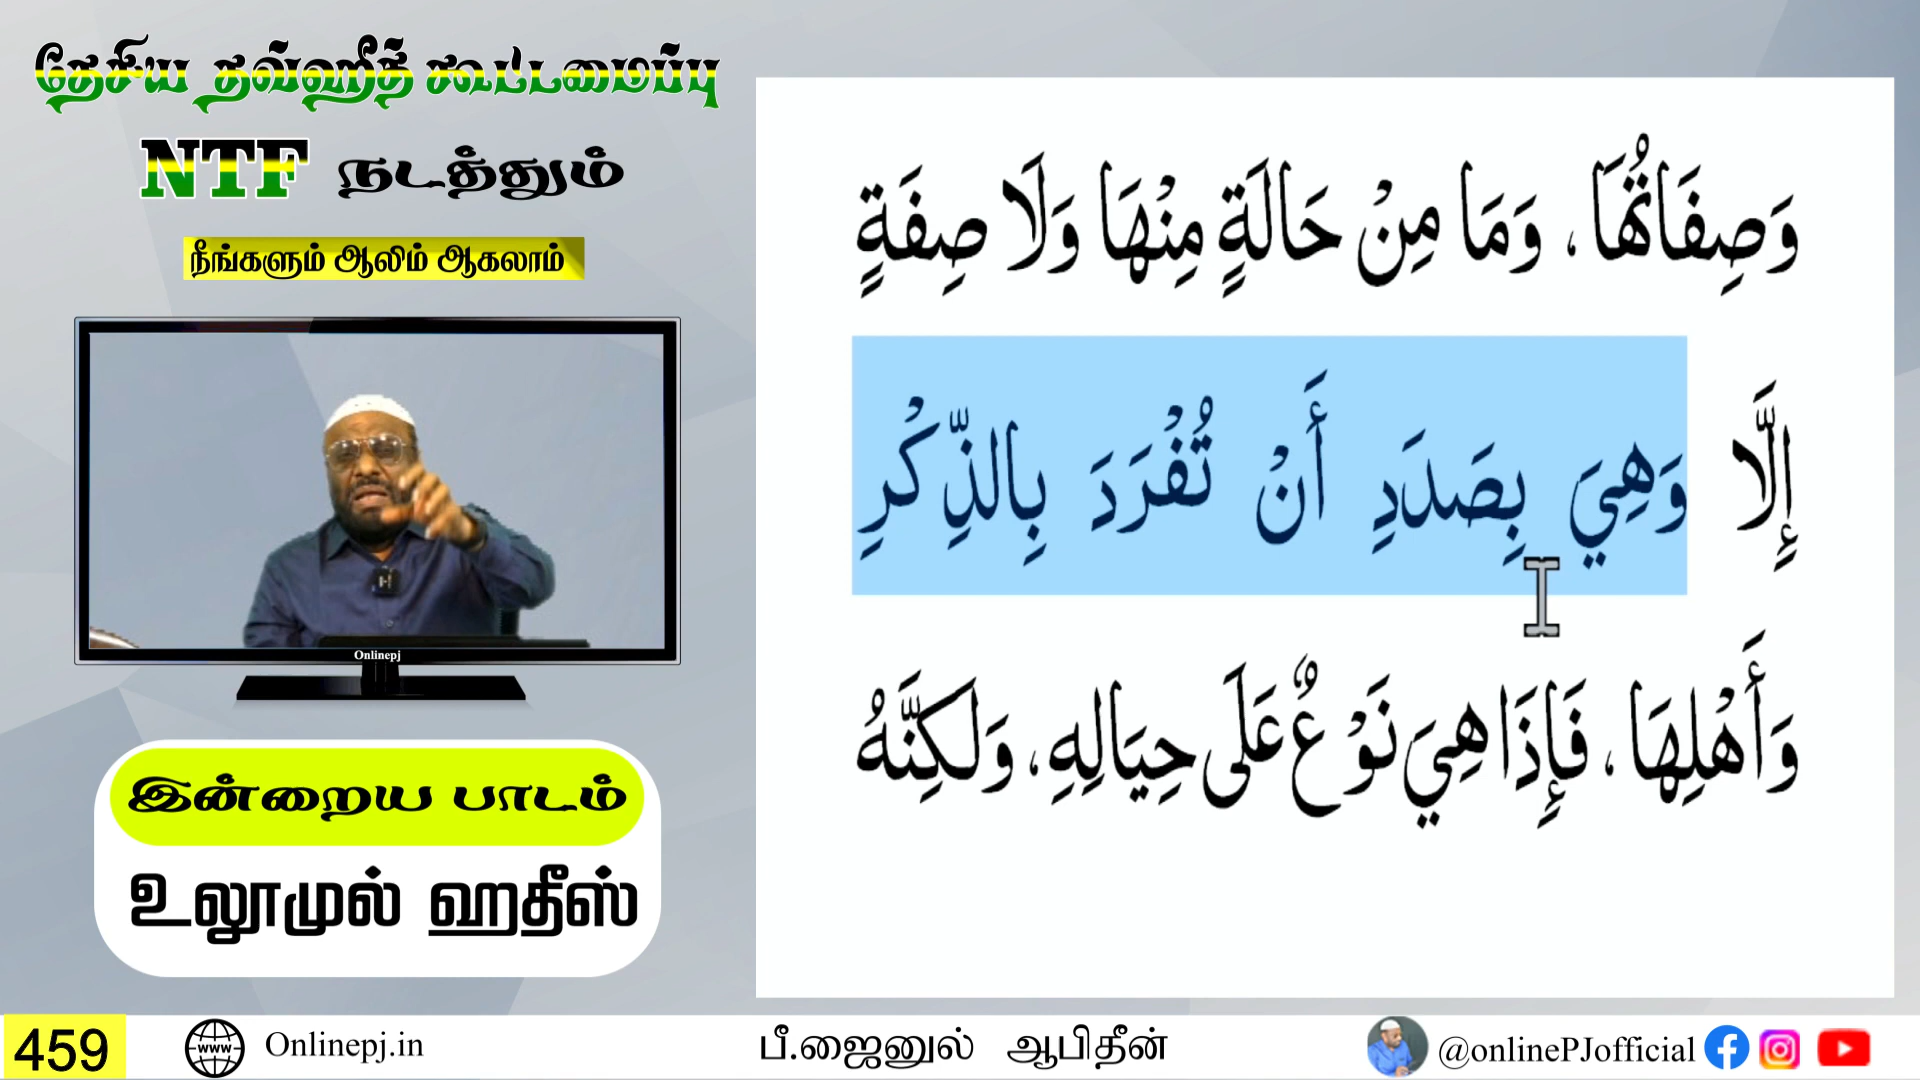 தேசிய தவ்ஹீத் கூட்டமைப்பு
NTF நடத்தும்
நீங்களும் ஆலிம் ஆகலாம்
Onlinepj
இன்றைய பாடம்
உலூமுல் ஹதீஸ்
وَصِفَاتُهَا، وَمَا مِنْ حَالَةٍ مِنْهَا وَلَا صِفَةٍ
إِلَّا وَهِيَ بِصَدَدِ أَنْ تُفْرَدَ بِالذِّكْرِ
وَأَهْلِهَا، فَإِذَا هِيَ نَوْعٌ عَلَى حِيَالِهِ، وَلَكِنَّهُ
459
www
Onlinepj.in
பீ.ஜைனுல் ஆபிதீன்
@onlinePJofficial